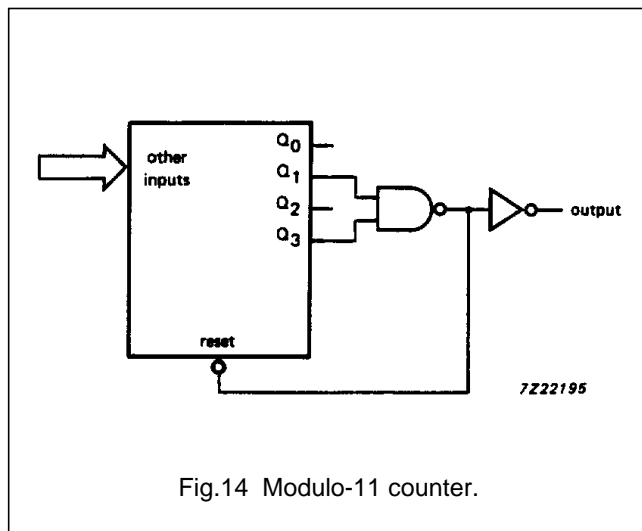 other
inputs
Q0
Q1
Q2
Q3
output
reset
7Z22195
Fig.14 Modulo-11 counter.